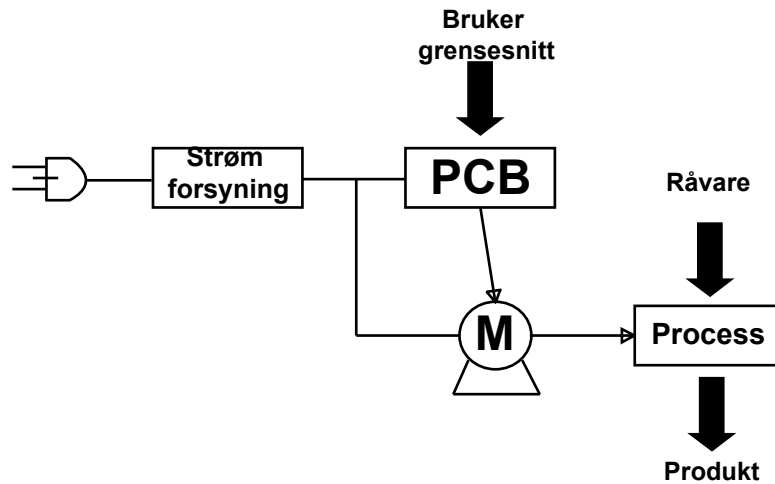 Bruker
grensesnitt
Strøm
forsyning
PCB
Råvare
M
Process
Produkt